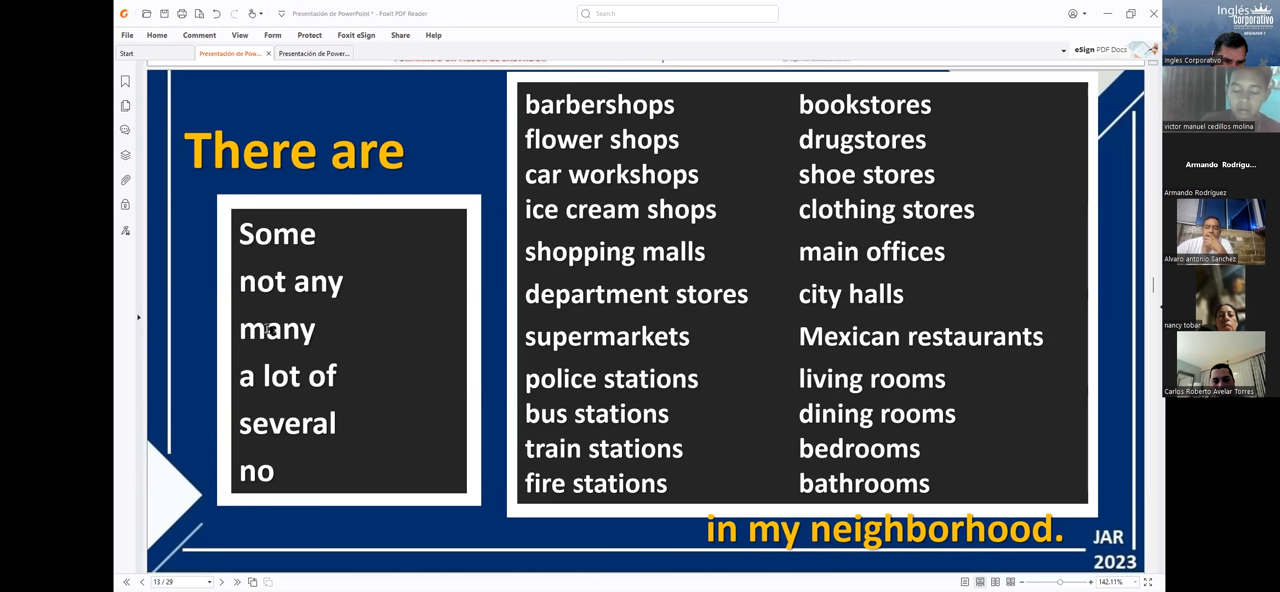 Presentación de PowerPoint * - Foxit PDF Reader
Search
File Home Comment View Form Protect Foxit eSign Share Help
Start
Presentación de Pow...
Presentación de Power...
eSign PDF Docs
There are
Some
not any
many
a lot of
several
no
barbershops
flower shops
car workshops
ice cream shops
shopping malls
department stores
supermarkets
police stations
bus stations
train stations
fire stations
bookstores
drugstores
shoe stores
clothing stores
main offices
city halls
Mexican restaurants
living rooms
dining rooms
bedrooms
bathrooms
in my neighborhood.
JAR
2023
13 / 29
142.11%
Inglés
Corporativo
BEGINNER 1
Ingles Corporativo
victor manuel cedillos molina
Armando Rodrígu...
Armando Rodríguez
Alvaro antonio Sanchez
nancy tobar
Carlos Roberto Avelar Torres